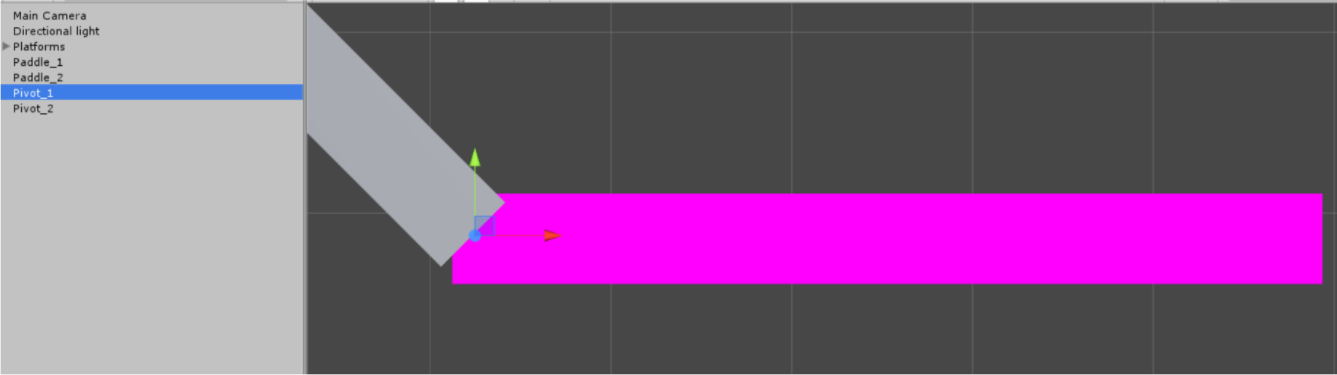 Main Camera
Directional light
Platforms
Paddle_1
Paddle_2
Pivot_1
Pivot_2